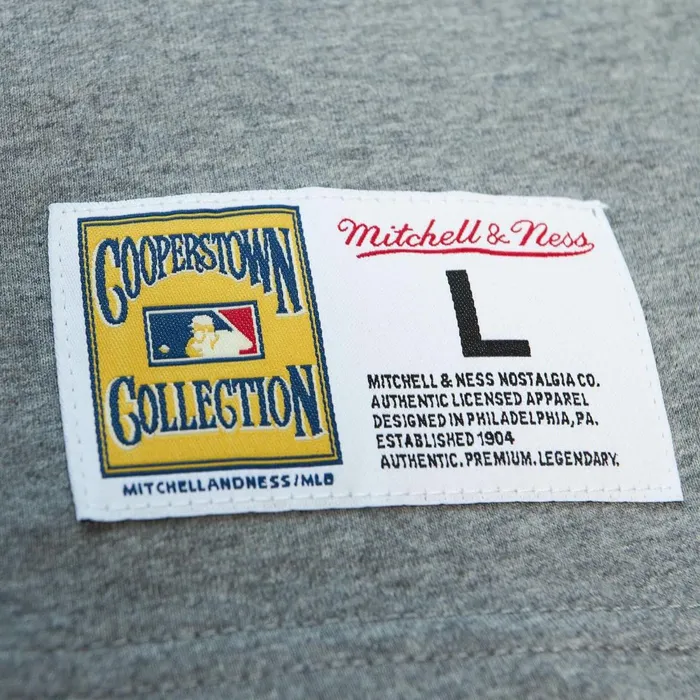 COOPERSTOWN
COLLECTION
MITCHELLANDNESS/MLB
Mitchell & Ness
L
MITCHELL & NESS NOSTALGIA CO.
AUTHENTIC LICENSED APPAREL
DESIGNED IN PHILADELPHIA, PA.
ESTABLISHED 1904
AUTHENTIC. PREMIUM. LEGENDARY.